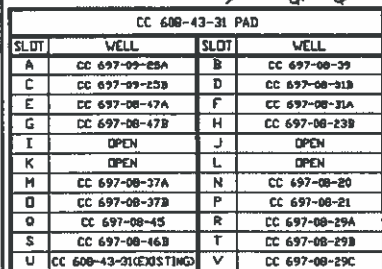 CC 608-43-31 PAD
SLOT WELL SLOT WELL
A CC 697-09-25A B CC 697-08-39
C CC 697-09-25B D CC 697-08-31B
E CC 697-08-47A F CC 697-08-31A
G CC 697-08-47B H CC 697-08-23B
I OPEN J OPEN
K OPEN L OPEN
M CC 697-08-37A N CC 697-08-20
O CC 697-08-37B P CC 697-08-21
Q CC 697-08-45 R CC 697-08-29A
S CC 697-08-46B T CC 697-08-29B
U CC 608-43-31(EXISTING) V CC 697-08-29C